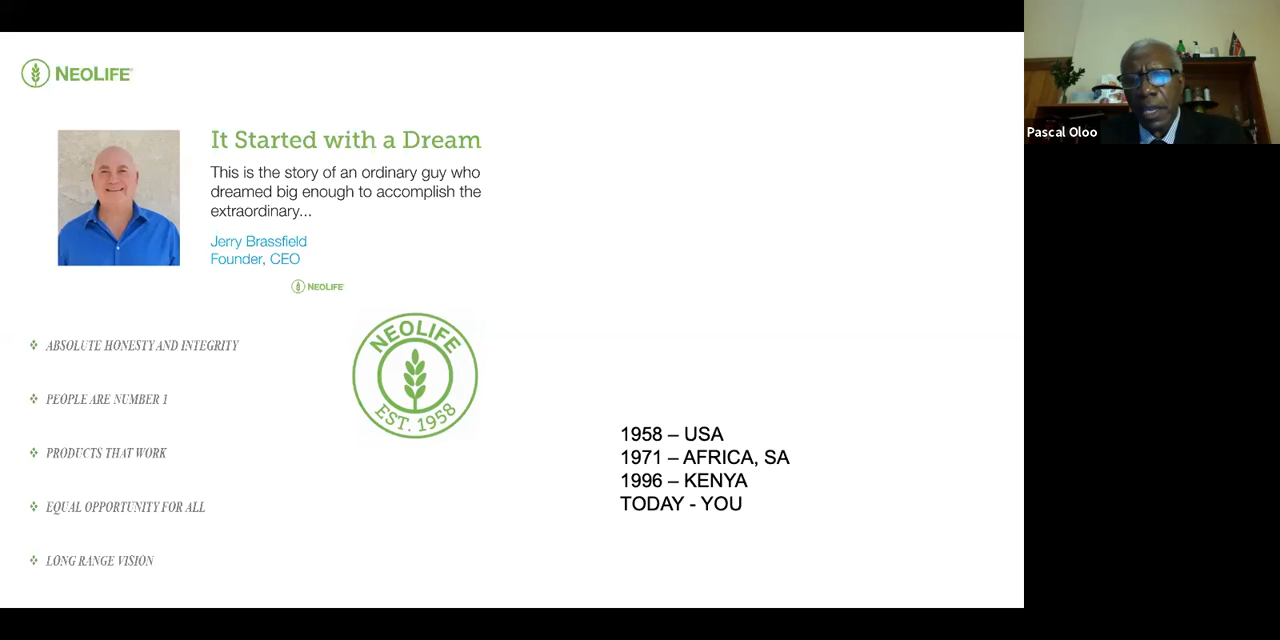 NEOLIFE
It Started with a Dream
This is the story of an ordinary guy who
dreamed big enough to accomplish the
extraordinary...
Jerry Brassfield
Founder, CEO
NEOLIFE
NEOLIFE
EST. 1958
ABSOLUTE HONESTY AND INTEGRITY
PEOPLE ARE NUMBER 1
PRODUCTS THAT WORK
EQUAL OPPORTUNITY FOR ALL
LONG RANGE VISION
1958 – USA
1971 – AFRICA, SA
1996 – KENYA
TODAY - YOU
Pascal Oloo